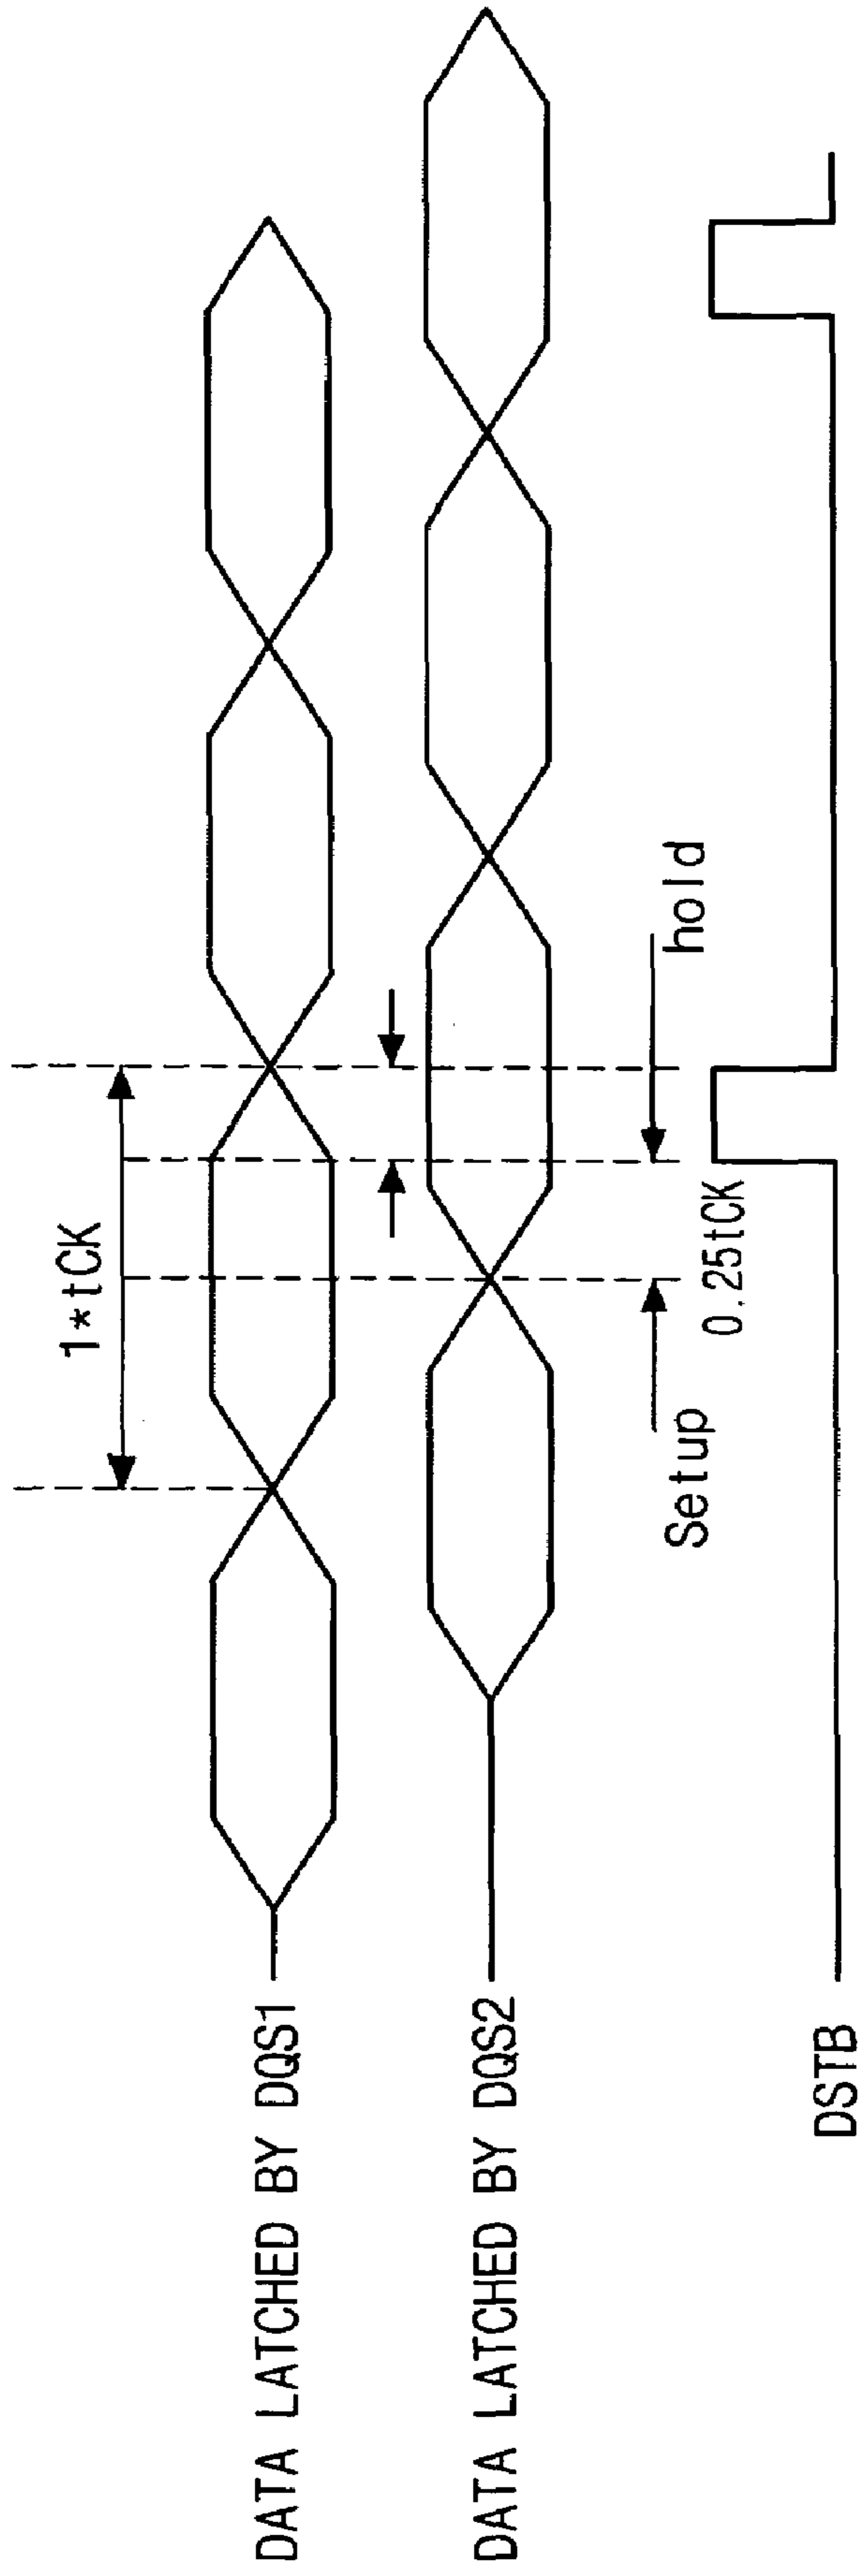 1*tCK
DATA LATCHED BY DQS1
DATA LATCHED BY DQS2
Setup
hold
0.25tCK
DSTB